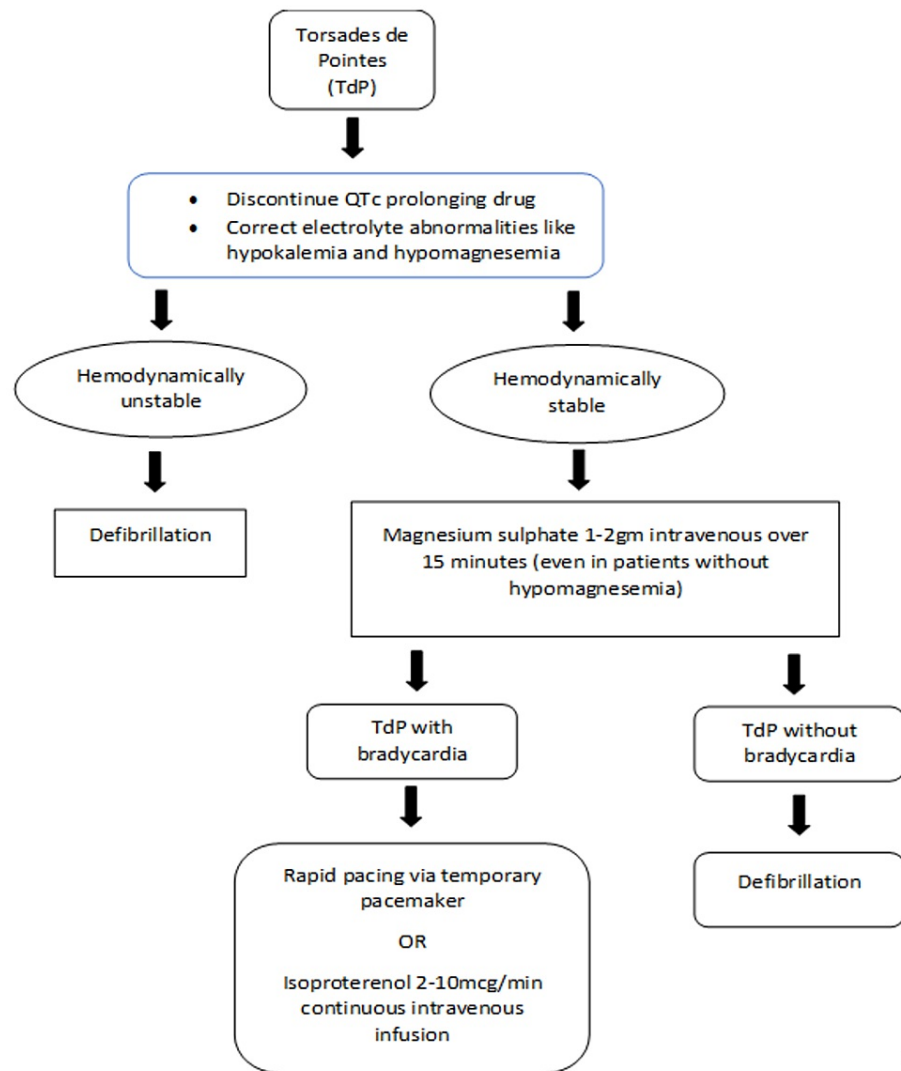 Torsades de
Pointes
(TdP)
• Discontinue QTc prolonging drug
• Correct electrolyte abnormalities like
hypokalemia and hypomagnesemia
Hemodynamically
unstable
Hemodynamically
stable
Defibrillation
Magnesium sulphate 1-2gm intravenous over
15 minutes (even in patients without
hypomagnesemia)
TdP with
bradycardia
TdP without
bradycardia
Rapid pacing via temporary
pacemaker
OR
Isoproterenol 2-10mcg/min
continuous intravenous
infusion
Defibrillation